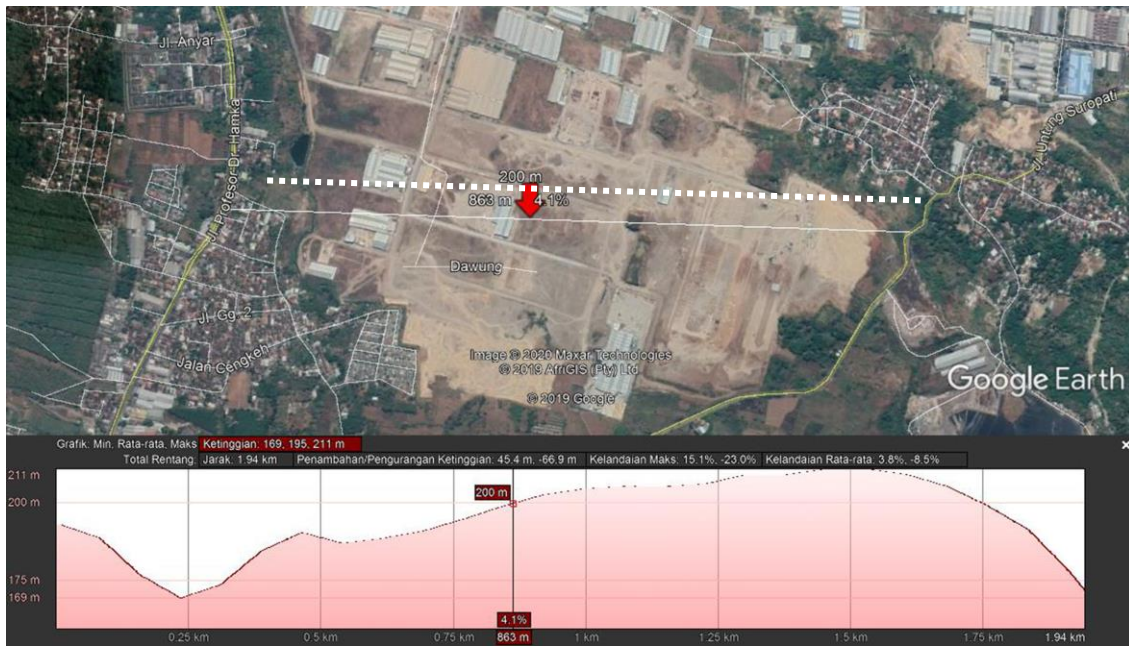 Jl. Anyar
Jl. Profesor Dr. Hamka
Jl. Untung Suropati
200 m
863 m 4.1%
Dawung
Jl. Gg. 2
Jalan Cengkeh
Image © 2020 Maxar Technologies
© 2019 AfriGIS (Pty) Ltd.
© 2019 Google
Google Earth
Grafik: Min, Rata-rata, Maks Ketinggian: 169, 195, 211 m
Total Rentang: Jarak: 1.94 km Penambahan/Pengurangan Ketinggian: 45.4 m, -66.9 m Kelandaian Maks: 15.1%, -23.0% Kelandaian Rata-rata: 3.8%, -8.5%
211 m
200 m
200 m
175 m
169 m
4.1%
0.25 km 0.5 km 0.75 km 863 m 1 km 1.25 km 1.5 km 1.75 km 1.94 km